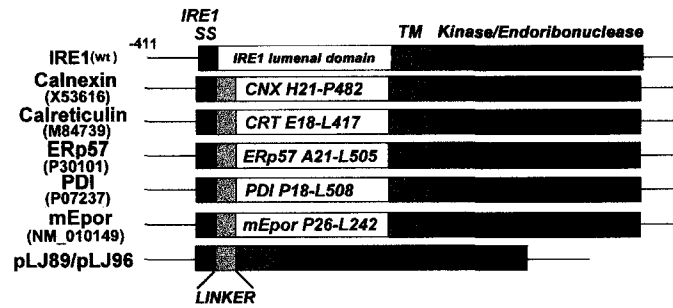 IRE1
SS TM Kinase/Endoribonuclease
-411
IRE1(wt) IRE1 lumenal domain
Calnexin CNX H21-P482
(X53616)
Calreticulin CRT E18-L417
(M84739)
ERp57 ERp57 A21-L505
(P30101)
PDI PDI P18-L508
(P07237)
mEpor mEpor P26-L242
(NM_010149)
pLJ89/pLJ96
LINKER